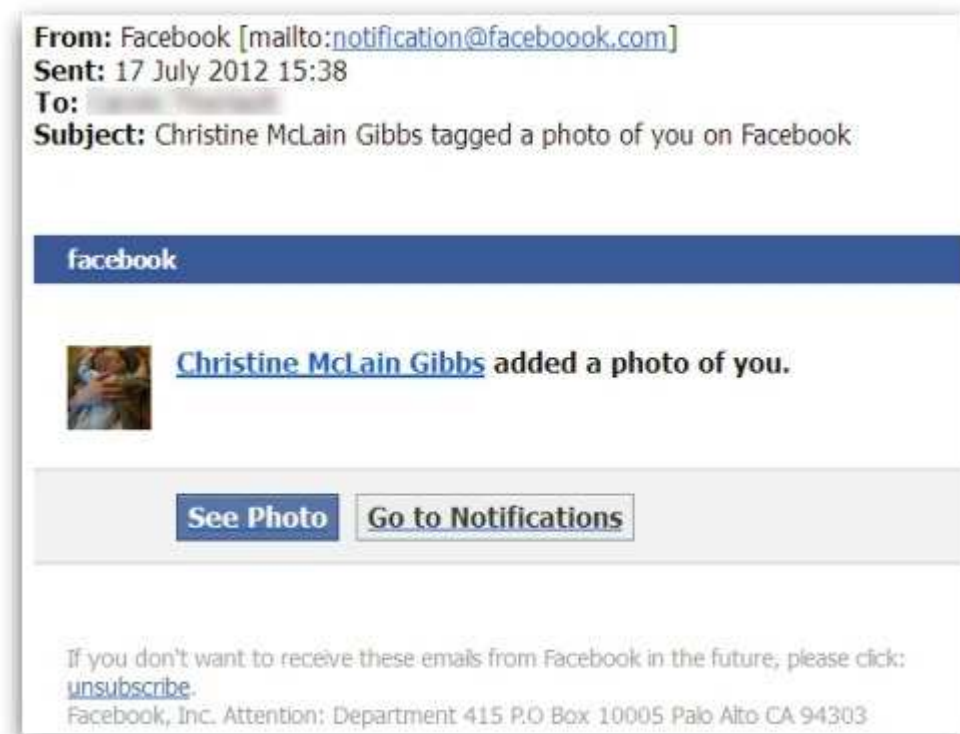 From: Facebook [mailto:notification@faceboook.com]
Sent: 17 July 2012 15:38
To:
Subject: Christine McLain Gibbs tagged a photo of you on Facebook
facebook
Christine McLain Gibbs added a photo of you.
See Photo Go to Notifications
If you don't want to receive these emails from Facebook in the future, please click:
unsubscribe.
Facebook, Inc. Attention: Department 415 P.O Box 10005 Palo Alto CA 94303